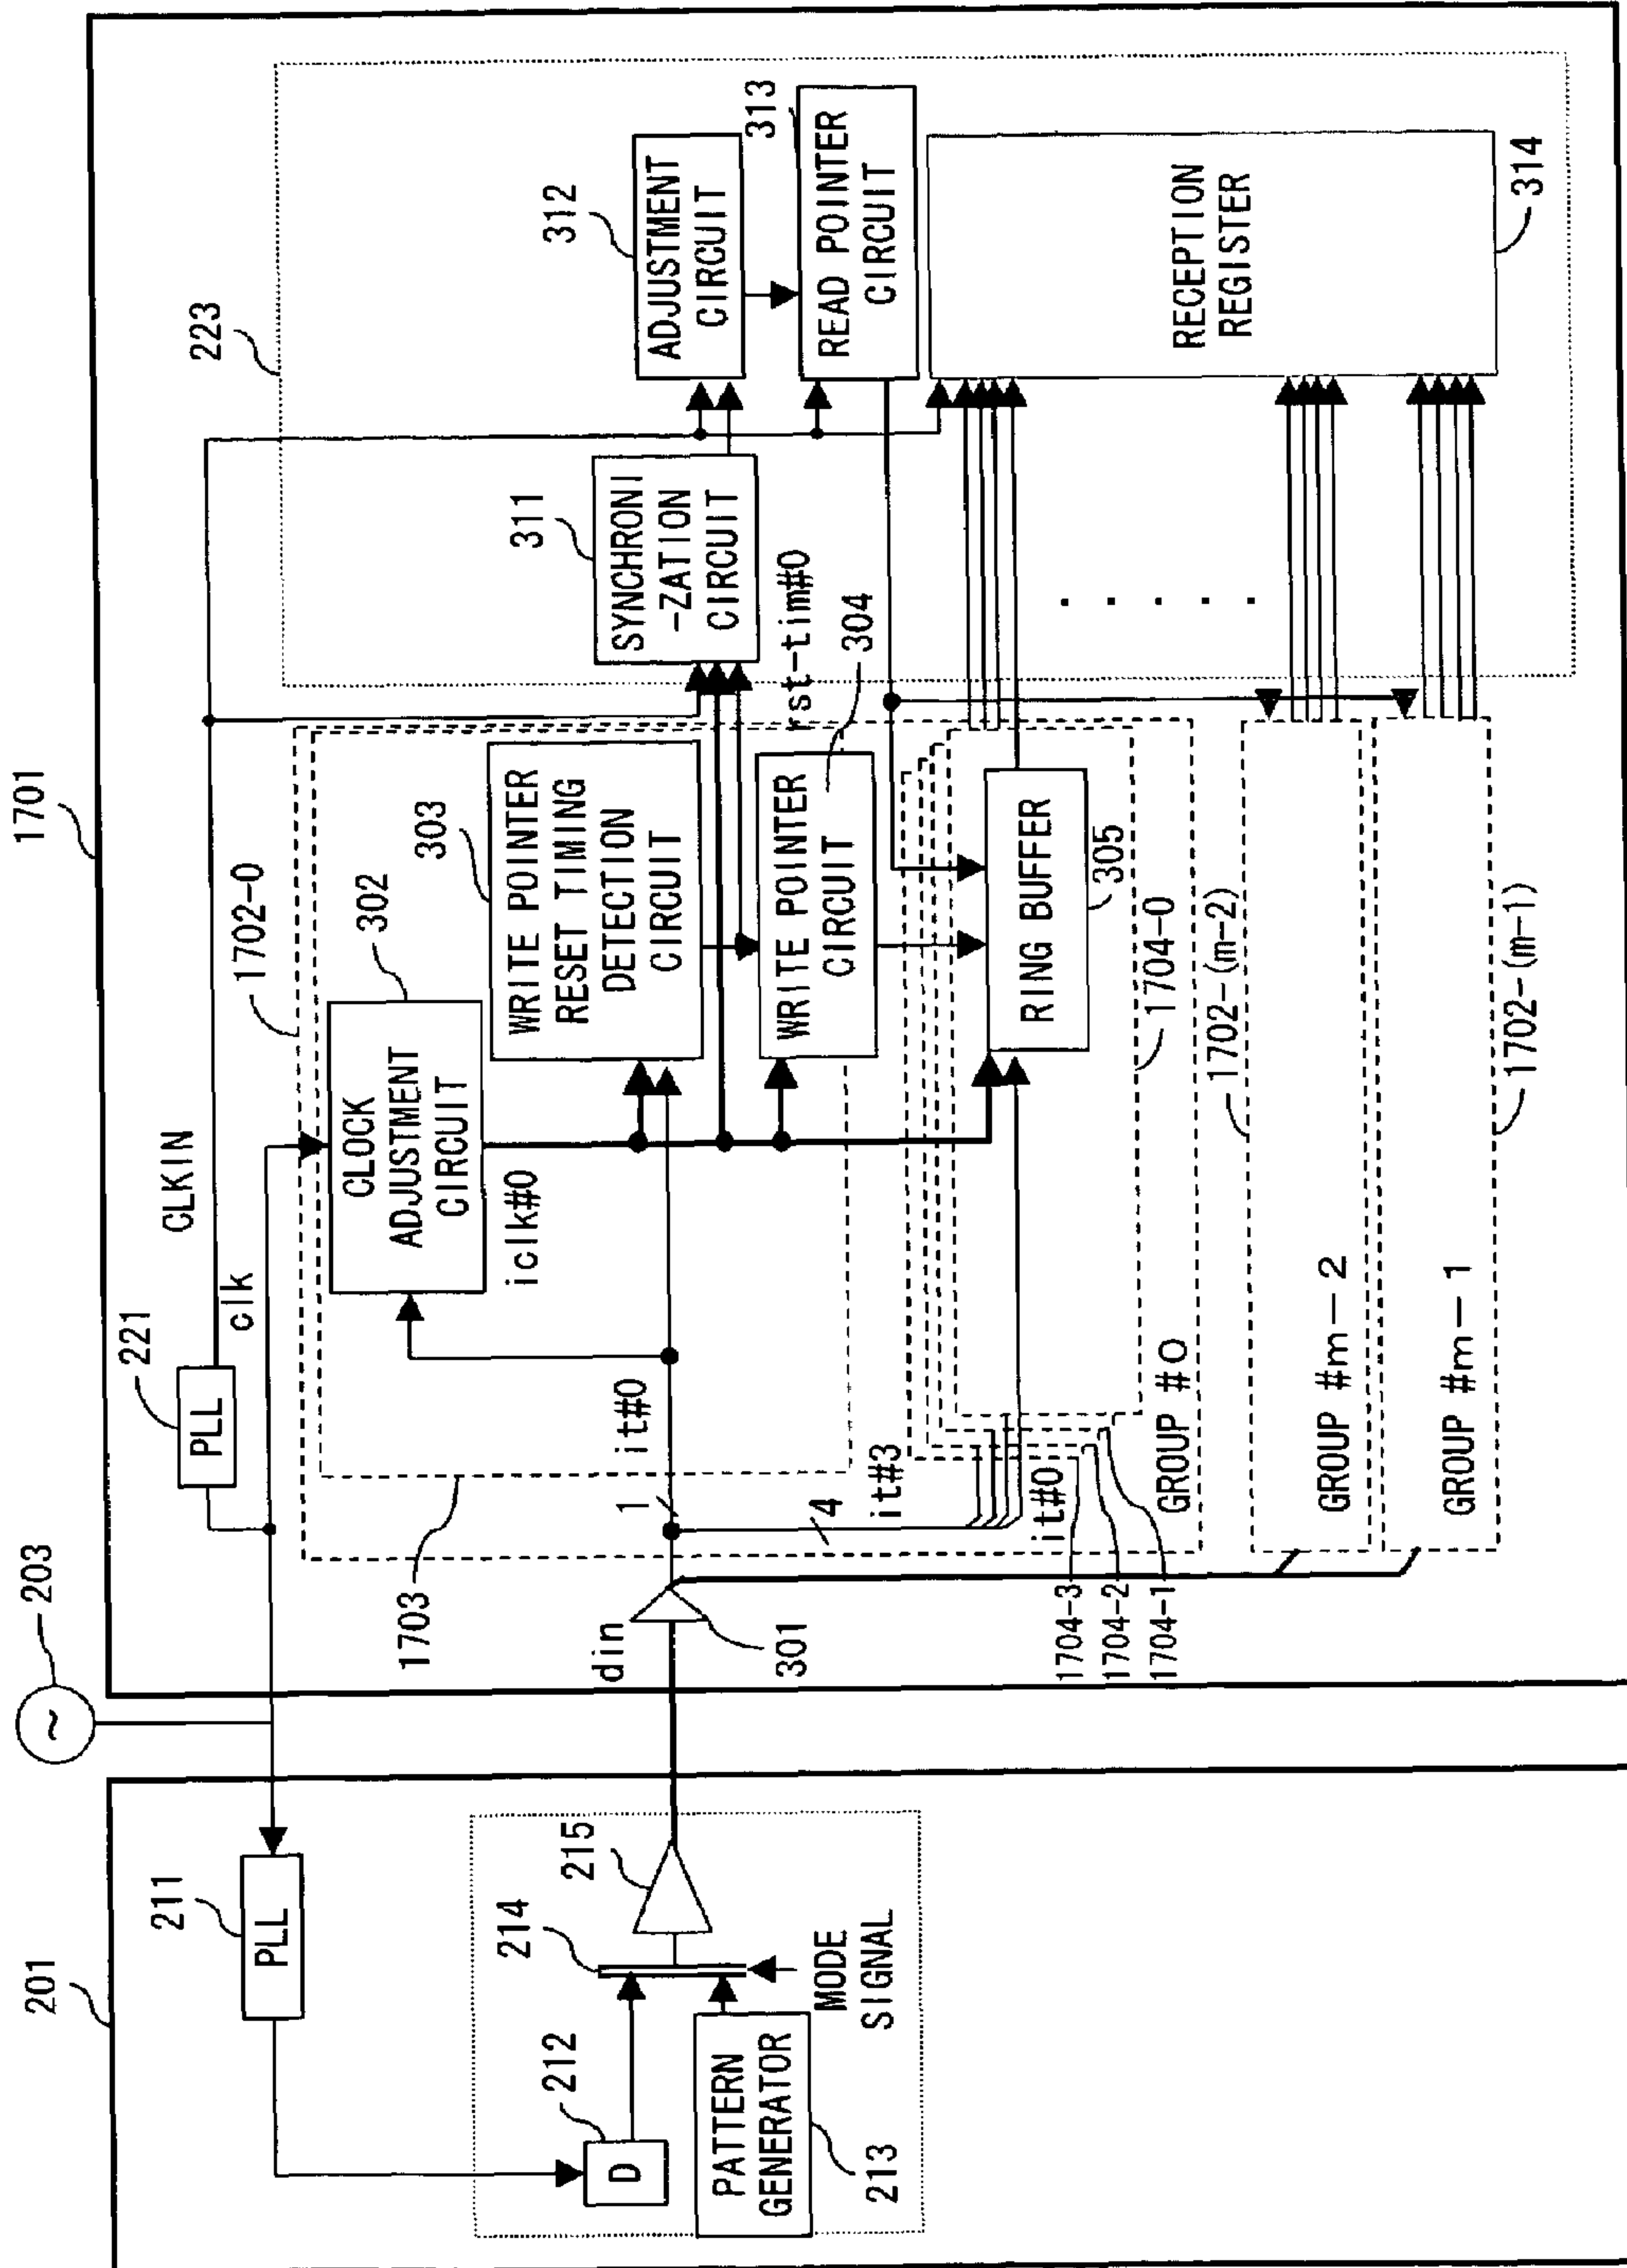 201
211
PLL
212
D
PATTERN
GENERATOR
213
214
215
MODE
SIGNAL
203
~
1701
221
PLL
CLKIN
clk
1702-0
1703
din
301
1
it#0
4
it#3
it#0
302
CLOCK
ADJUSTMENT
CIRCUIT
iclk#0
303
WRITE POINTER
RESET TIMING
DETECTION
CIRCUIT
WRITE POINTER
CIRCUIT
304
rst-tim#0
RING BUFFER
305
1704-0
1704-3
1704-2
1704-1
GROUP #0
1702-(m-2)
GROUP #m-2
GROUP #m-1
1702-(m-1)
223
311
SYNCHRONI
-ZATION
CIRCUIT
312
ADJUSTMENT
CIRCUIT
313
READ POINTER
CIRCUIT
RECEPTION
REGISTER
314
. . . . .